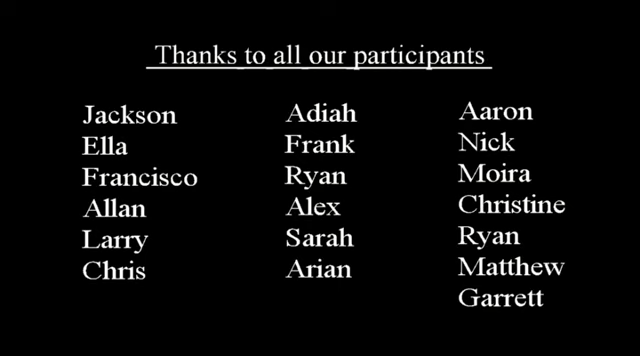 Thanks to all our participants
Jackson
Ella
Francisco
Allan
Larry
Chris
Adiah
Frank
Ryan
Alex
Sarah
Arian
Aaron
Nick
Moira
Christine
Ryan
Matthew
Garrett